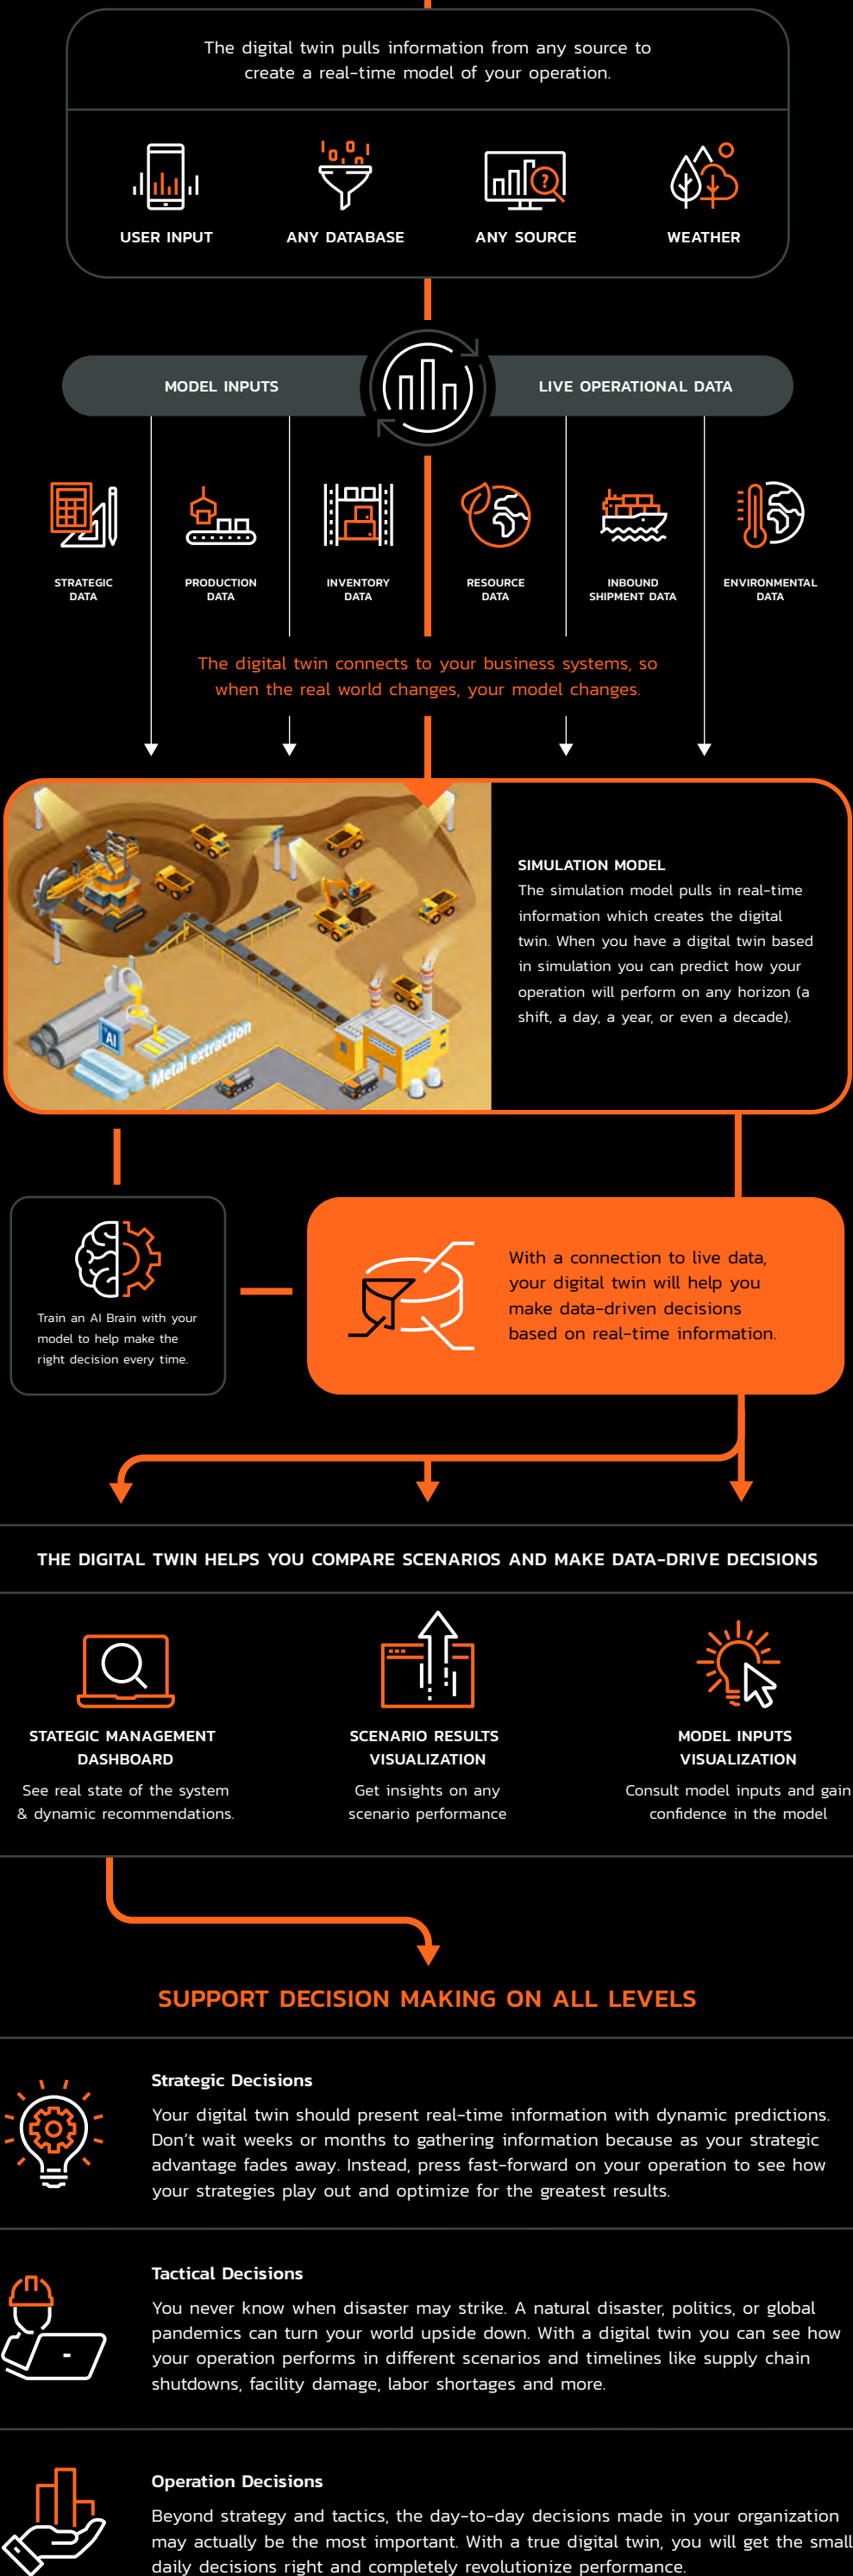 The digital twin pulls information from any source to
create a real-time model of your operation.
USER INPUT
ANY DATABASE
ANY SOURCE
WEATHER
MODEL INPUTS
LIVE OPERATIONAL DATA
STRATEGIC
DATA
PRODUCTION
DATA
INVENTORY
DATA
RESOURCE
DATA
INBOUND
SHIPMENT DATA
ENVIRONMENTAL
DATA
The digital twin connects to your business systems, so
when the real world changes, your model changes.
AI
Metal extraction
SIMULATION MODEL
The simulation model pulls in real-time
information which creates the digital
twin. When you have a digital twin based
in simulation you can predict how your
operation will perform on any horizon (a
shift, a day, a year, or even a decade).
Train an AI Brain with your
model to help make the
right decision every time.
With a connection to live data,
your digital twin will help you
make data-driven decisions
based on real-time information.
THE DIGITAL TWIN HELPS YOU COMPARE SCENARIOS AND MAKE DATA-DRIVE DECISIONS
STATEGIC MANAGEMENT
DASHBOARD
See real state of the system
& dynamic recommendations.
SCENARIO RESULTS
VISUALIZATION
Get insights on any
scenario performance
MODEL INPUTS
VISUALIZATION
Consult model inputs and gain
confidence in the model
SUPPORT DECISION MAKING ON ALL LEVELS
Strategic Decisions
Your digital twin should present real-time information with dynamic predictions.
Don't wait weeks or months to gathering information because as your strategic
advantage fades away. Instead, press fast-forward on your operation to see how
your strategies play out and optimize for the greatest results.
Tactical Decisions
You never know when disaster may strike. A natural disaster, politics, or global
pandemics can turn your world upside down. With a digital twin you can see how
your operation performs in different scenarios and timelines like supply chain
shutdowns, facility damage, labor shortages and more.
Operation Decisions
Beyond strategy and tactics, the day-to-day decisions made in your organization
may actually be the most important. With a true digital twin, you will get the small
daily decisions right and completely revolutionize performance.